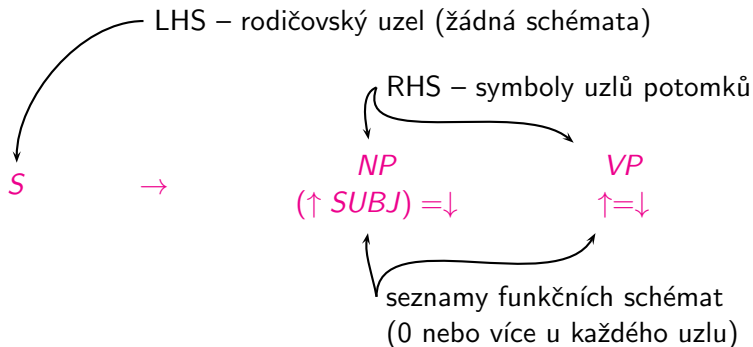 LHS – rodičovský uzel (žádná schémata)
RHS – symboly uzlů potomků
NP VP
S →
(↑ SUBJ) =↓ ↑=↓
seznamy funkčních schémat
(0 nebo více u každého uzlu)